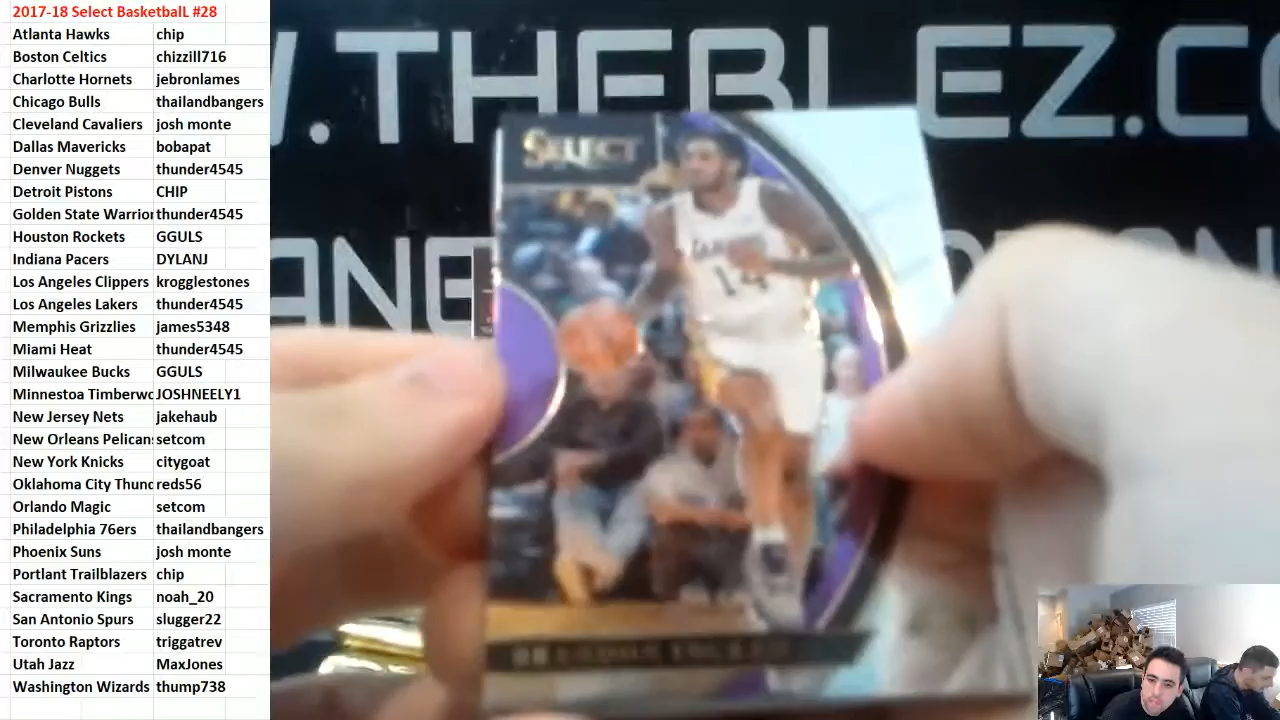 2017-18 Select BasketbalL #28
Atlanta Hawks chip
Boston Celtics chizzill716
Charlotte Hornets jebronlames
Chicago Bulls thailandbangers
Cleveland Cavaliers josh monte
Dallas Mavericks bobapat
Denver Nuggets thunder4545
Detroit Pistons CHIP
Golden State Warrior thunder4545
Houston Rockets GGULS
Indiana Pacers DYLANJ
Los Angeles Clippers krogglestones
Los Angeles Lakers thunder4545
Memphis Grizzlies james5348
Miami Heat thunder4545
Milwaukee Bucks GGULS
Minnestoa Timberwo JOSHNEELY1
New Jersey Nets jakehaub
New Orleans Pelicans setcom
New York Knicks citygoat
Oklahoma City Thund reds56
Orlando Magic setcom
Philadelphia 76ers thailandbangers
Phoenix Suns josh monte
Portlant Trailblazers chip
Sacramento Kings noah_20
San Antonio Spurs slugger22
Toronto Raptors triggatrev
Utah Jazz MaxJones
Washington Wizards thump738
W.THEBLEZ.CO
SELECT
LAKERS
14
BRANDON INGRAM